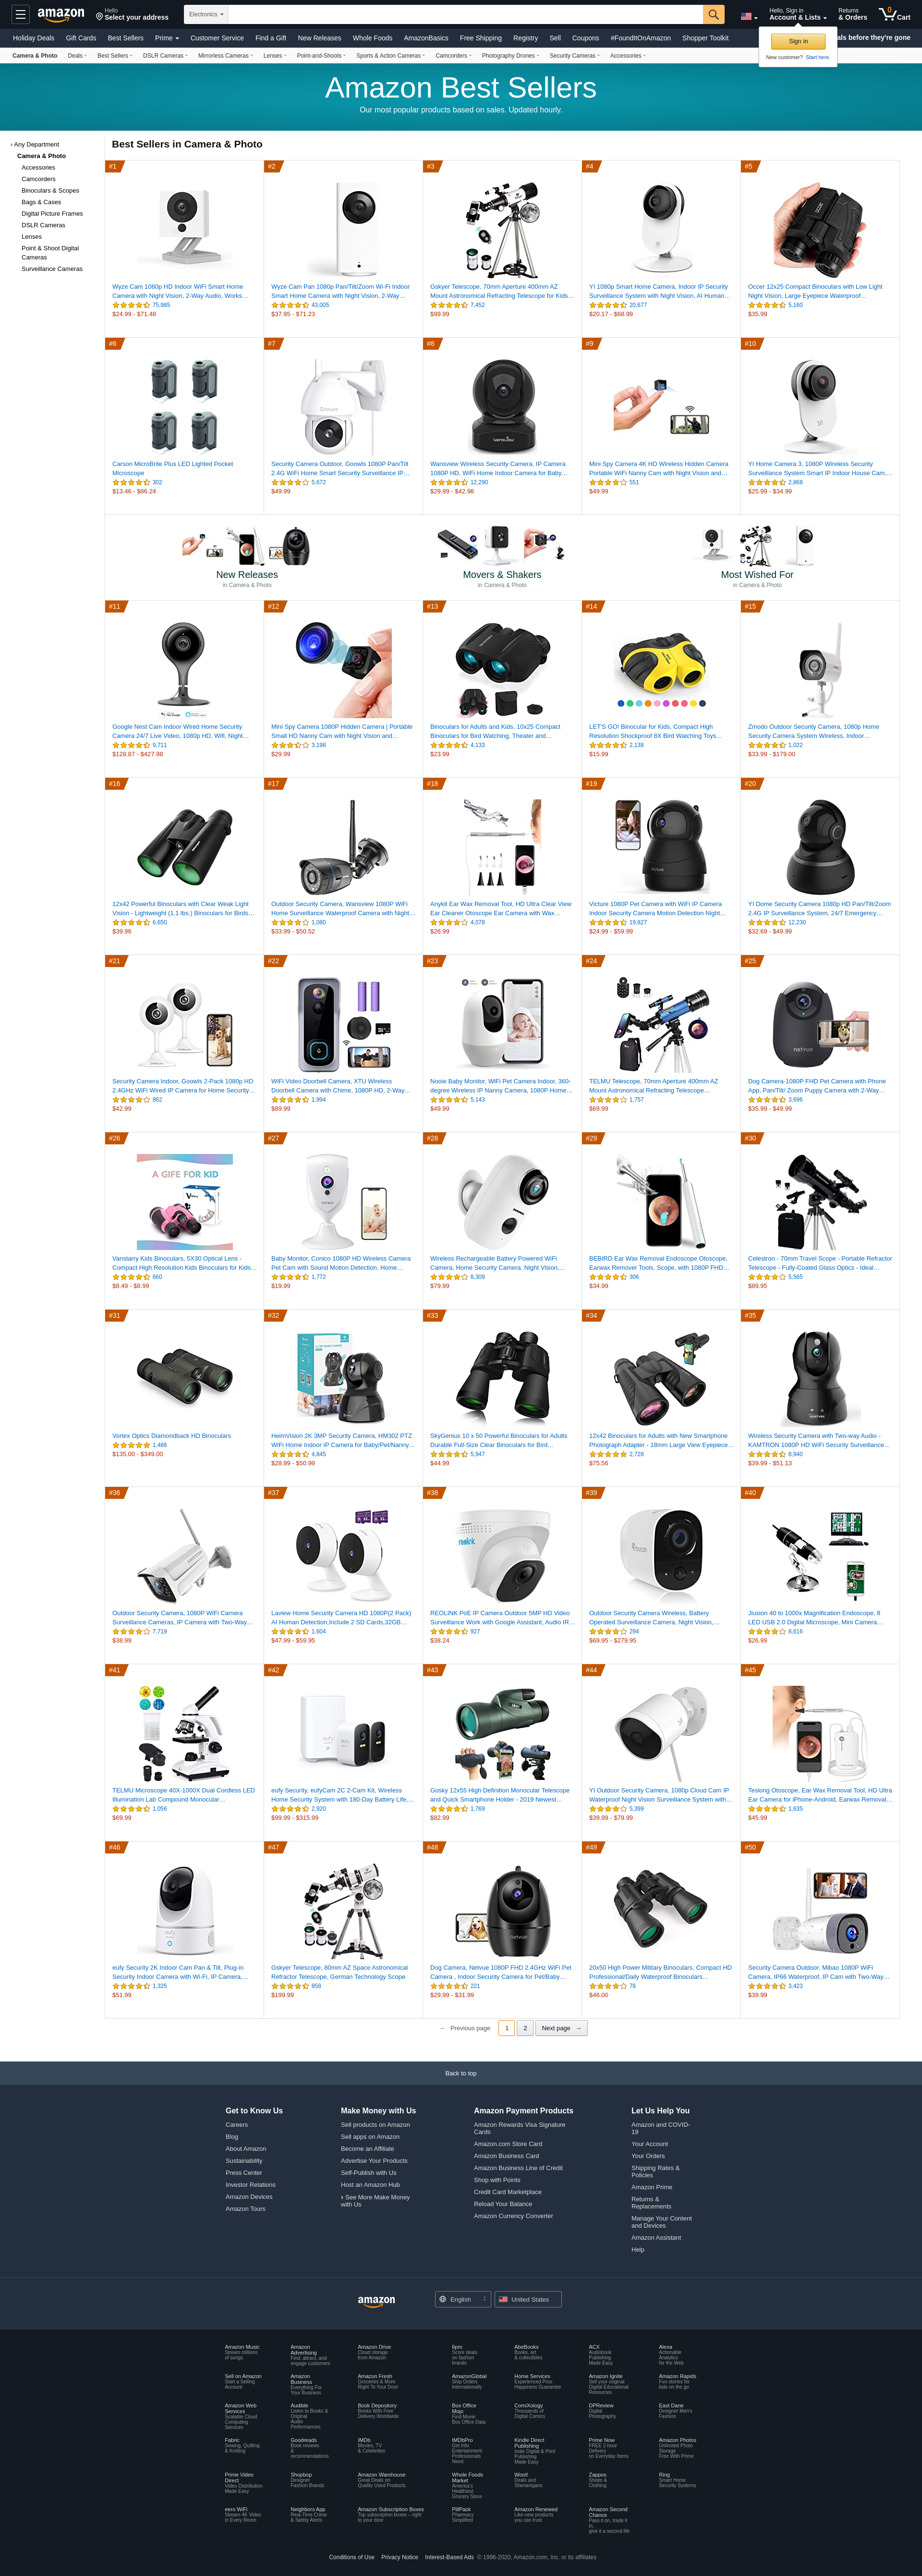 amazon
Hello
Select your address
Electronics
Hello, Sign in
Account & Lists
Returns
& Orders
0
Cart
Holiday Deals
Gift Cards
Best Sellers
Prime
Customer Service
Find a Gift
New Releases
Whole Foods
AmazonBasics
Free Shipping
Registry
Sell
Coupons
#FoundItOnAmazon
Shopper Toolkit
als before they're gone
Sign in
New customer? Start here.
Camera & Photo
Deals
Best Sellers
DSLR Cameras
Mirrorless Cameras
Lenses
Point-and-Shoots
Sports & Action Cameras
Camcorders
Photography Drones
Security Cameras
Accessories
Amazon Best Sellers
Our most popular products based on sales. Updated hourly.
‹ Any Department
Camera & Photo
Accessories
Camcorders
Binoculars & Scopes
Bags & Cases
Digital Picture Frames
DSLR Cameras
Lenses
Point & Shoot Digital
Cameras
Surveillance Cameras
Best Sellers in Camera & Photo
#1
Wyze Cam 1080p HD Indoor WiFi Smart Home
Camera with Night Vision, 2-Way Audio, Works…
75,985
$24.99 - $71.48
#2
Wyze Cam Pan 1080p Pan/Tilt/Zoom Wi-Fi Indoor
Smart Home Camera with Night Vision, 2-Way…
43,005
$37.95 - $71.23
#3
Gskyer Telescope, 70mm Aperture 400mm AZ
Mount Astronomical Refracting Telescope for Kids…
7,452
$99.99
#4
YI 1080p Smart Home Camera, Indoor IP Security
Surveillance System with Night Vision, AI Human…
20,677
$20.17 - $68.99
#5
Occer 12x25 Compact Binoculars with Low Light
Night Vision, Large Eyepiece Waterproof…
5,160
$35.99
#6
Carson MicroBrite Plus LED Lighted Pocket
Microscope
302
$13.46 - $86.24
#7
Security Camera Outdoor, Goowls 1080P Pan/Tilt
2.4G WiFi Home Smart Security Surveillance IP…
5,672
$49.99
#8
Wansview Wireless Security Camera, IP Camera
1080P HD, WiFi Home Indoor Camera for Baby…
12,290
$29.99 - $42.98
#9
Mini Spy Camera 4K HD Wireless Hidden Camera
Portable WiFi Nanny Cam with Night Vision and…
551
$49.99
#10
YI Home Camera 3, 1080P Wireless Security
Surveillance System Smart IP Indoor House Cam,…
2,868
$25.99 - $34.99
New Releases
in Camera & Photo
Movers & Shakers
in Camera & Photo
Most Wished For
in Camera & Photo
#11
Google Nest Cam Indoor Wired Home Security
Camera 24/7 Live Video, 1080p HD, Wifi, Night…
9,711
$128.87 - $427.98
#12
Mini Spy Camera 1080P Hidden Camera | Portable
Small HD Nanny Cam with Night Vision and…
3,198
$29.99
#13
Binoculars for Adults and Kids, 10x25 Compact
Binoculars for Bird Watching, Theater and…
4,133
$23.99
#14
LET'S GO! Binocular for Kids, Compact High
Resolution Shockproof 8X Bird Watching Toys…
2,138
$15.99
#15
Zmodo Outdoor Security Camera, 1080p Home
Security Camera System Wireless, Indoor…
1,022
$33.99 - $179.00
#16
12x42 Powerful Binoculars with Clear Weak Light
Vision - Lightweight (1.1 lbs.) Binoculars for Birds…
6,650
$39.96
#17
Outdoor Security Camera, Wansview 1080P WiFi
Home Surveillance Waterproof Camera with Night…
1,080
$33.99 - $50.52
#18
Anykit Ear Wax Removal Tool, HD Ultra Clear View
Ear Cleaner Otoscope Ear Camera with Wax…
4,078
$26.99
#19
Victure 1080P Pet Camera with WiFi IP Camera
Indoor Security Camera Motion Detection Night…
19,827
$24.99 - $59.99
#20
YI Dome Security Camera 1080p HD Pan/Tilt/Zoom
2.4G IP Surveillance System, 24/7 Emergency…
12,230
$32.69 - $49.99
#21
Security Camera Indoor, Goowls 2-Pack 1080p HD
2.4GHz WiFi Wired IP Camera for Home Security…
862
$42.99
#22
WiFi Video Doorbell Camera, XTU Wireless
Doorbell Camera with Chime, 1080P HD, 2-Way…
1,994
$89.99
#23
Nooie Baby Monitor, WiFi Pet Camera Indoor, 360-
degree Wireless IP Nanny Camera, 1080P Home…
5,143
$49.99
#24
TELMU Telescope, 70mm Aperture 400mm AZ
Mount Astronomical Refracting Telescope…
1,757
$69.99
#25
Dog Camera-1080P FHD Pet Camera with Phone
App, Pan/Tilt/ Zoom Puppy Camera with 2-Way…
3,696
$35.99 - $49.99
#26
A GIFE FOR KID
Vanstarry Kids Binoculars, 5X30 Optical Lens -
Compact High Resolution Kids Binoculars for Kids…
660
$8.49 - $8.99
#27
Baby Monitor, Conico 1080P HD Wireless Camera
Pet Cam with Sound Motion Detection, Home…
1,772
$19.99
#28
Wireless Rechargeable Battery Powered WiFi
Camera, Home Security Camera, Night Vision,…
8,309
$79.99
#29
BEBIRD Ear Wax Removal Endoscope Otoscope,
Earwax Remover Tools, Scope, with 1080P FHD…
306
$34.99
#30
Celestron - 70mm Travel Scope - Portable Refractor
Telescope - Fully-Coated Glass Optics - Ideal…
5,565
$89.95
#31
Vortex Optics Diamondback HD Binoculars
1,486
$135.00 - $349.00
#32
HeimVision 2K 3MP Security Camera, HM302 PTZ
WiFi Home Indoor IP Camera for Baby/Pet/Nanny…
4,845
$28.99 - $50.99
#33
SkyGenius 10 x 50 Powerful Binoculars for Adults
Durable Full-Size Clear Binoculars for Bird…
5,947
$44.99
#34
12x42 Binoculars for Adults with New Smartphone
Photograph Adapter - 18mm Large View Eyepiece…
2,728
$75.56
#35
Wireless Security Camera with Two-way Audio -
KAMTRON 1080P HD WiFi Security Surveillance…
8,940
$39.99 - $51.13
#36
Outdoor Security Camera, 1080P WiFi Camera
Surveillance Cameras, IP Camera with Two-Way…
7,719
$38.99
#37
Laview Home Security Camera HD 1080P(2 Pack)
AI Human Detection,Include 2 SD Cards,32GB…
1,604
$47.99 - $59.95
#38
reolink
REOLINK PoE IP Camera Outdoor 5MP HD Video
Surveillance Work with Google Assistant, Audio IR…
927
$38.24
#39
Outdoor Security Camera Wireless, Battery
Operated Surveillance Camera, Night Vision,…
294
$69.95 - $279.95
#40
Jiusion 40 to 1000x Magnification Endoscope, 8
LED USB 2.0 Digital Microscope, Mini Camera…
8,616
$26.99
#41
TELMU Microscope 40X-1000X Dual Cordless LED
Illumination Lab Compound Monocular…
1,056
$69.99
#42
eufy Security, eufyCam 2C 2-Cam Kit, Wireless
Home Security System with 180-Day Battery Life,…
2,920
$99.99 - $315.99
#43
Gosky 12x55 High Definition Monocular Telescope
and Quick Smartphone Holder - 2019 Newest…
1,769
$82.99
#44
YI Outdoor Security Camera, 1080p Cloud Cam IP
Waterproof Night Vision Surveillance System with…
5,399
$39.99 - $79.99
#45
Teslong Otoscope, Ear Wax Removal Tool, HD Ultra
Ear Camera for iPhone-Android, Earwax Removal…
1,635
$45.99
#46
eufy Security 2K Indoor Cam Pan & Tilt, Plug-in
Security Indoor Camera with Wi-Fi, IP Camera,…
1,325
$51.99
#47
Gskyer Telescope, 80mm AZ Space Astronomical
Refractor Telescope, German Technology Scope
858
$199.99
#48
Dog Camera, Netvue 1080P FHD 2.4GHz WiFi Pet
Camera , Indoor Security Camera for Pet/Baby…
221
$29.99 - $31.99
#49
20x50 High Power Military Binoculars, Compact HD
Professional/Daily Waterproof Binoculars…
78
$46.00
#50
Security Camera Outdoor, Mibao 1080P WiFi
Camera, IP66 Waterproof, IP Cam with Two-Way…
3,423
$39.99
← Previous page
1
2
Next page →
Back to top
Get to Know Us
Careers
Blog
About Amazon
Sustainability
Press Center
Investor Relations
Amazon Devices
Amazon Tours
Make Money with Us
Sell products on Amazon
Sell apps on Amazon
Become an Affiliate
Advertise Your Products
Self-Publish with Us
Host an Amazon Hub
› See More Make Money
with Us
Amazon Payment Products
Amazon Rewards Visa Signature
Cards
Amazon.com Store Card
Amazon Business Card
Amazon Business Line of Credit
Shop with Points
Credit Card Marketplace
Reload Your Balance
Amazon Currency Converter
Let Us Help You
Amazon and COVID-
19
Your Account
Your Orders
Shipping Rates &
Policies
Amazon Prime
Returns &
Replacements
Manage Your Content
and Devices
Amazon Assistant
Help
amazon
English
United States
Amazon Music
Stream millions
of songs
Amazon
Advertising
Find, attract, and
engage customers
Amazon Drive
Cloud storage
from Amazon
6pm
Score deals
on fashion
brands
AbeBooks
Books, art
& collectibles
ACX
Audiobook
Publishing
Made Easy
Alexa
Actionable
Analytics
for the Web
Sell on Amazon
Start a Selling
Account
Amazon
Business
Everything For
Your Business
Amazon Fresh
Groceries & More
Right To Your Door
AmazonGlobal
Ship Orders
Internationally
Home Services
Experienced Pros
Happiness Guarantee
Amazon Ignite
Sell your original
Digital Educational
Resources
Amazon Rapids
Fun stories for
kids on the go
Amazon Web
Services
Scalable Cloud
Computing
Services
Audible
Listen to Books &
Original
Audio
Performances
Book Depository
Books With Free
Delivery Worldwide
Box Office
Mojo
Find Movie
Box Office Data
ComiXology
Thousands of
Digital Comics
DPReview
Digital
Photography
East Dane
Designer Men's
Fashion
Fabric
Sewing, Quilting
& Knitting
Goodreads
Book reviews
&
recommendations
IMDb
Movies, TV
& Celebrities
IMDbPro
Get Info
Entertainment
Professionals
Need
Kindle Direct
Publishing
Indie Digital & Print
Publishing
Made Easy
Prime Now
FREE 2-hour
Delivery
on Everyday Items
Amazon Photos
Unlimited Photo
Storage
Free With Prime
Prime Video
Direct
Video Distribution
Made Easy
Shopbop
Designer
Fashion Brands
Amazon Warehouse
Great Deals on
Quality Used Products
Whole Foods
Market
America's
Healthiest
Grocery Store
Woot!
Deals and
Shenanigans
Zappos
Shoes &
Clothing
Ring
Smart Home
Security Systems
eero WiFi
Stream 4K Video
in Every Room
Neighbors App
Real-Time Crime
& Safety Alerts
Amazon Subscription Boxes
Top subscription boxes – right
to your door
PillPack
Pharmacy
Simplified
Amazon Renewed
Like-new products
you can trust
Amazon Second
Chance
Pass it on, trade it
in,
give it a second life
Conditions of Use
Privacy Notice
Interest-Based Ads
© 1996-2020, Amazon.com, Inc. or its affiliates